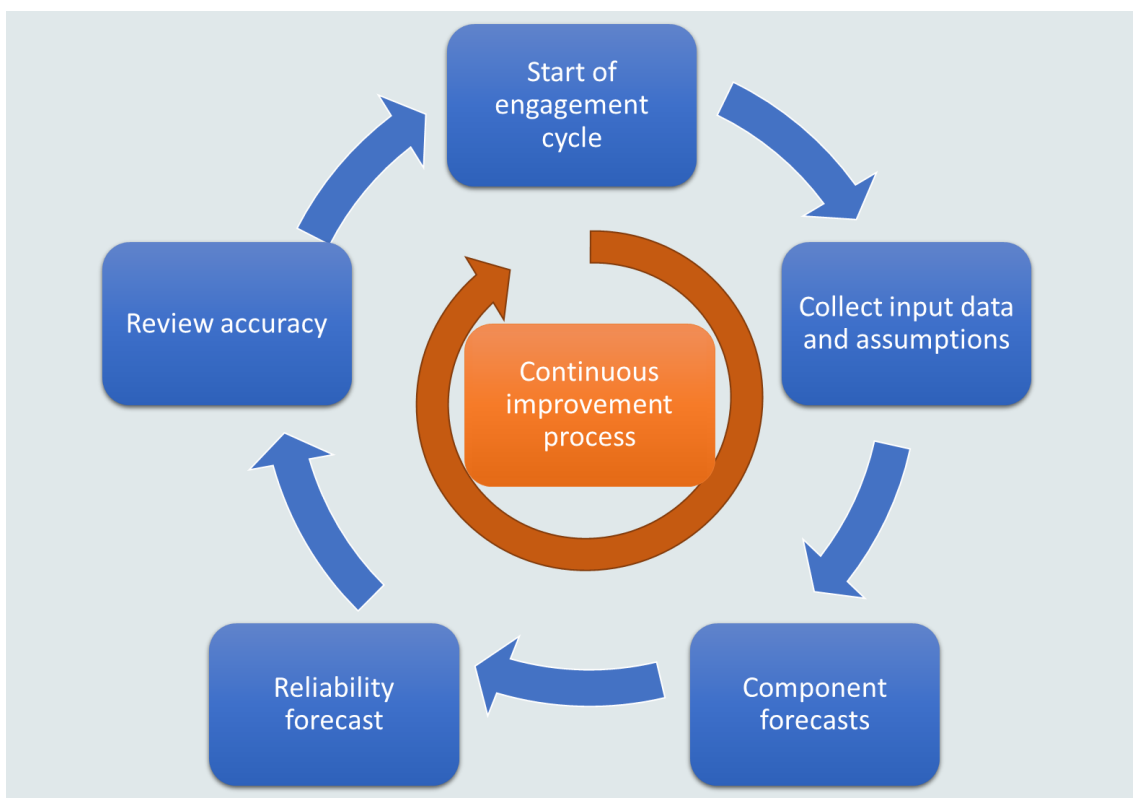 Start of
engagement
cycle
Collect input data
and assumptions
Component
forecasts
Reliability
forecast
Review accuracy
Continuous
improvement
process